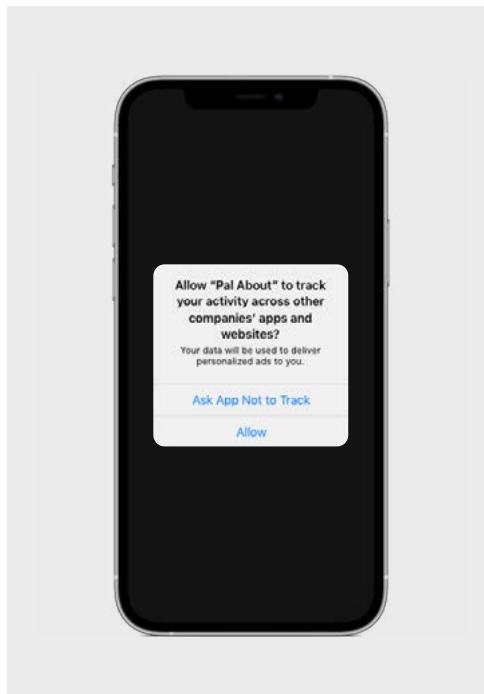 Allow “Pal About” to track
your activity across other
companies’ apps and
websites?
Your data will be used to deliver
personalized ads to you.
Ask App Not to Track
Allow